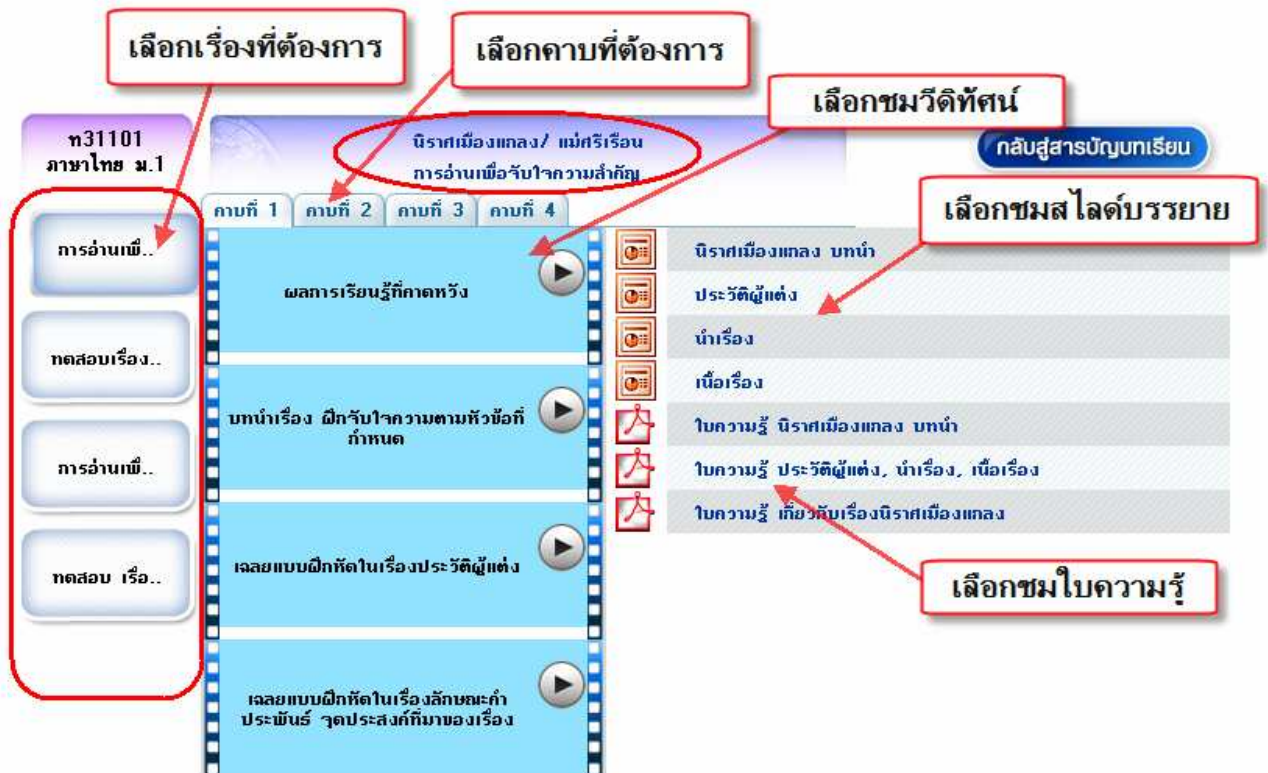 เลือกเรื่องที่ต้องการ
เลือกคาบที่ต้องการ
เลือกชมวีดิทัศน์
ท31101
ภาษาไทย ม.1
นิราศเมืองแกลง/ แม่ศรีเรือน
การอ่านเพื่อจับใจความสำคัญ
กลับสู่สารบัญบทเรียน
คาบที่ 1
คาบที่ 2
คาบที่ 3
คาบที่ 4
เลือกชมสไลด์บรรยาย
การอ่านเพื่..
ทดสอบเรื่อง..
การอ่านเพื่..
ทดสอบ เรื่อ..
ผลการเรียนรู้ที่คาดหวัง
บทนำเรื่อง ฝึกจับใจความตามหัวข้อที่
กำหนด
เฉลยแบบฝึกหัดในเรื่องประวัติผู้แต่ง
เฉลยแบบฝึกหัดในเรื่องลักษณะคำ
ประพันธ์ จุดประสงค์ที่มาของเรื่อง
นิราศเมืองแกลง บทนำ
ประวัติผู้แต่ง
นำเรื่อง
เนื้อเรื่อง
ใบความรู้ นิราศเมืองแกลง บทนำ
ใบความรู้ ประวัติผู้แต่ง, นำเรื่อง, เนื้อเรื่อง
ใบความรู้ เกี่ยวกับเรื่องนิราศเมืองแกลง
เลือกชมใบความรู้